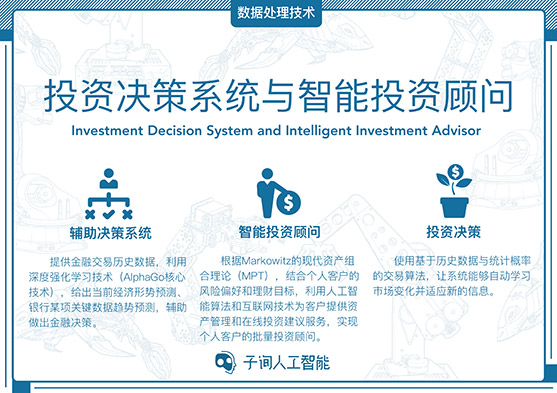 数据处理技术
投资决策系统与智能投资顾问
Investment Decision System and Intelligent Investment Advisor
辅助决策系统
提供金融交易历史数据，利用
深度强化学习技术（AlphaGo核心
技术），给出当前经济形势预测、
银行某项关键数据趋势预测，辅助
做出金融决策。
$
智能投资顾问
根据Markowitz的现代资产组
合理论（MPT），结合个人客户的
风险偏好和理财目标，利用人工智
能算法和互联网技术为客户提供资
产管理和在线投资建议服务，实现
个人客户的批量投资顾问。
$
投资决策
使用基于历史数据与统计概率
的交易算法，让系统能够自动学习
市场变化并适应新的信息。
子询人工智能